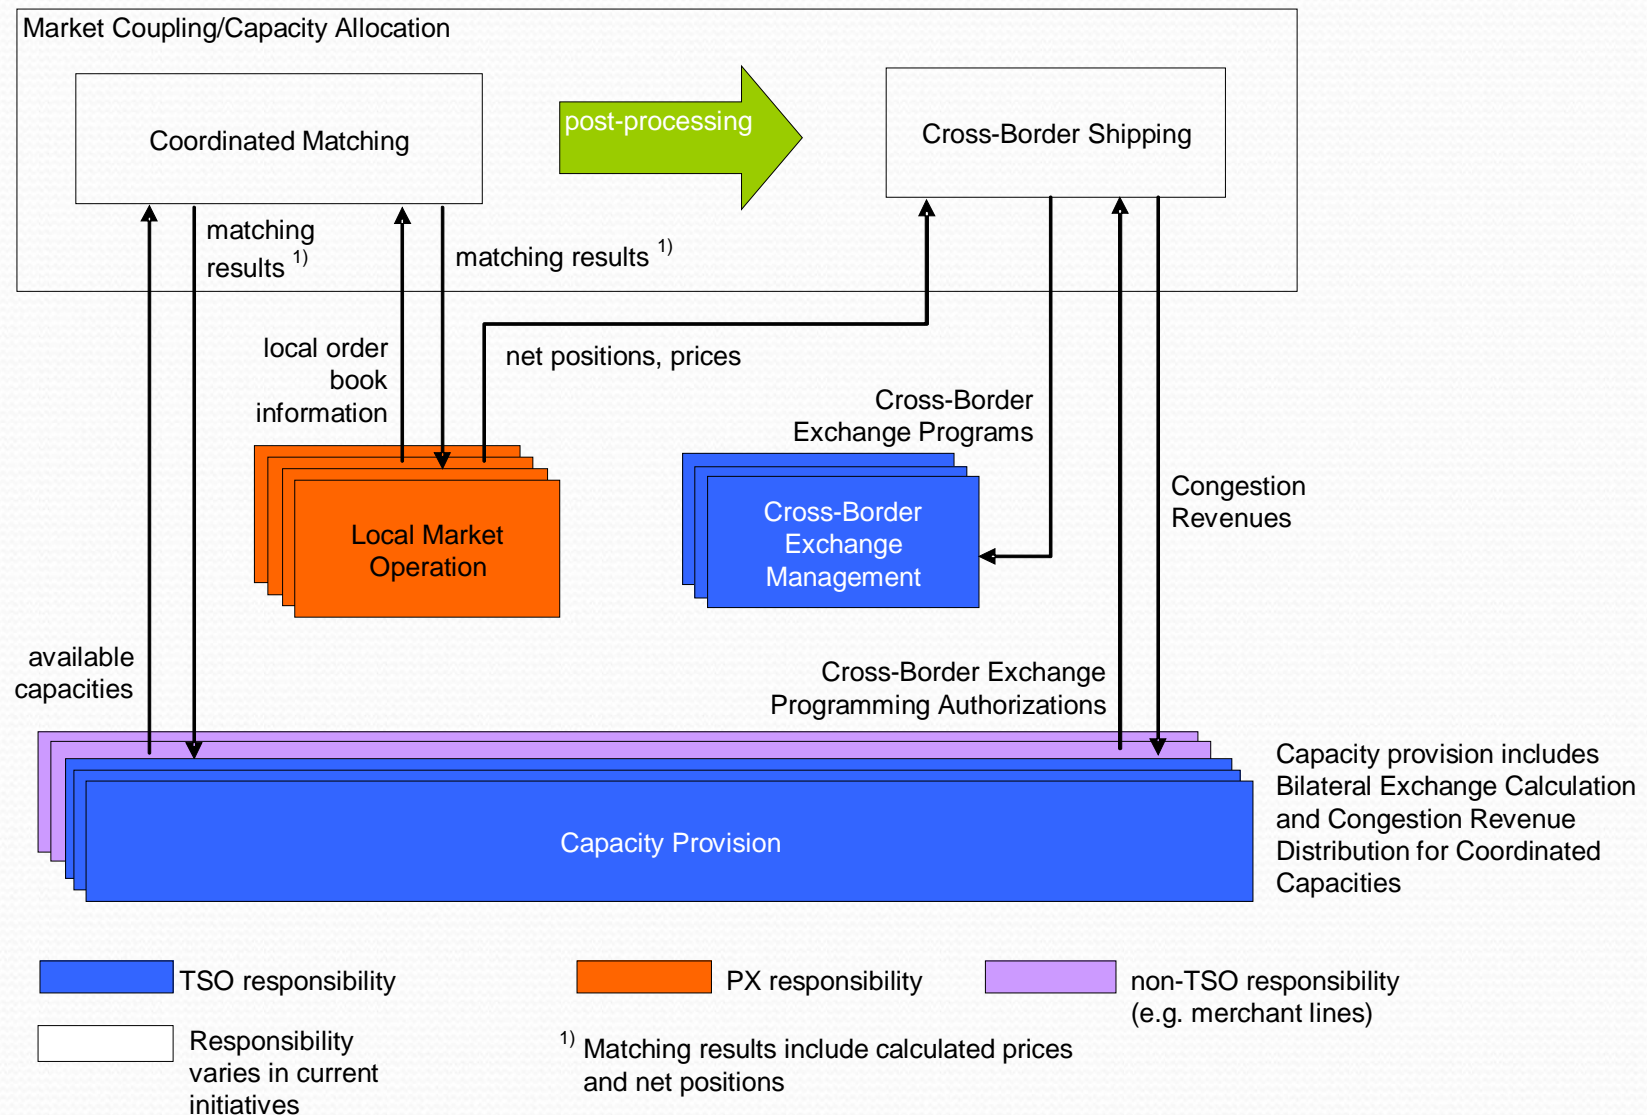 Market Coupling/Capacity Allocation
Coordinated Matching
post-processing
Cross-Border Shipping
matching
results 1)
matching results 1)
local order
book
information
net positions, prices
Cross-Border
Exchange Programs
Congestion
Revenues
Local Market
Operation
Cross-Border
Exchange
Management
available
capacities
Cross-Border Exchange
Programming Authorizations
Capacity Provision
Capacity provision includes
Bilateral Exchange Calculation
and Congestion Revenue
Distribution for Coordinated
Capacities
TSO responsibility
PX responsibility
non-TSO responsibility
(e.g. merchant lines)
Responsibility
varies in current
initiatives
1) Matching results include calculated prices
and net positions